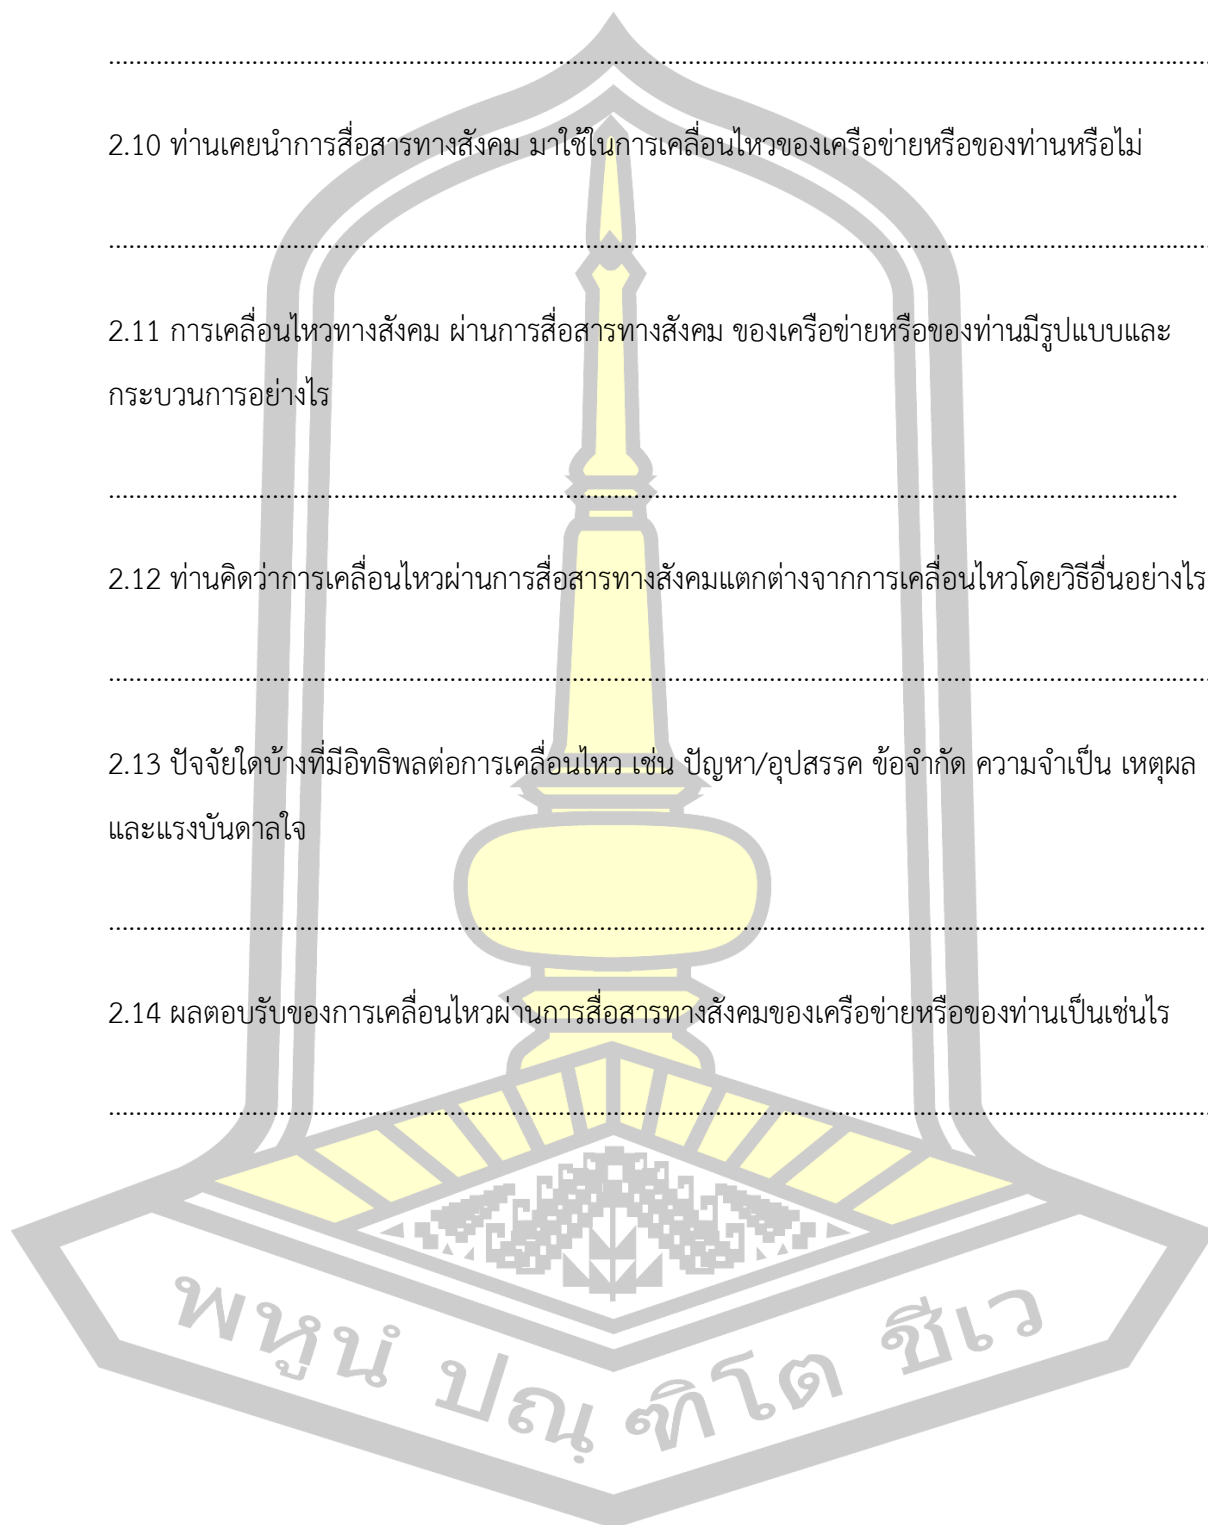 ................................................................................................................................................................
2.10 ท่านเคยนำการสื่อสารทางสังคม มาใช้ในการเคลื่อนไหวของเครือข่ายหรือของท่านหรือไม่
................................................................................................................................................................
2.11 การเคลื่อนไหวทางสังคม ผ่านการสื่อสารทางสังคม ของเครือข่ายหรือของท่านมีรูปแบบและ
กระบวนการอย่างไร
............................................................................................................................................................
2.12 ท่านคิดว่าการเคลื่อนไหวผ่านการสื่อสารทางสังคมแตกต่างจากการเคลื่อนไหวโดยวิธีอื่นอย่างไร
................................................................................................................................................................
2.13 ปัจจัยใดบ้างที่มีอิทธิพลต่อการเคลื่อนไหว เช่น ปัญหา/อุปสรรค ข้อจำกัด ความจำเป็น เหตุผล
และแรงบันดาลใจ
................................................................................................................................................................
2.14 ผลตอบรับของการเคลื่อนไหวผ่านการสื่อสารทางสังคมของเครือข่ายหรือของท่านเป็นเช่นไร
................................................................................................................................................................
พหูนํ ปณฺ ฑิโต ชีเว